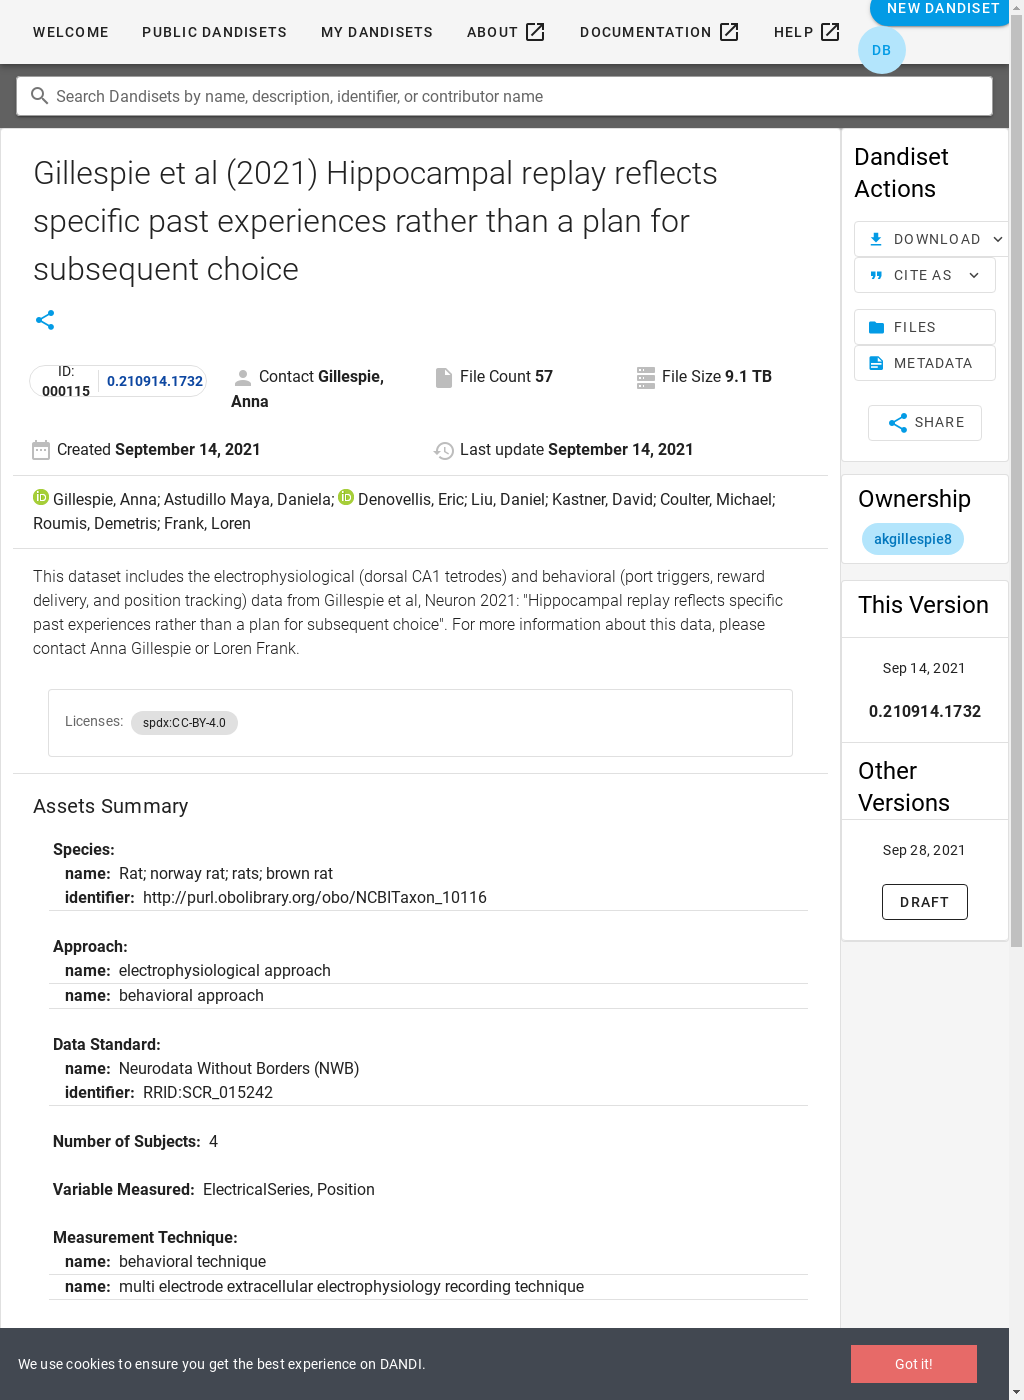 WELCOME
PUBLIC DANDISETS
MY DANDISETS
ABOUT
DOCUMENTATION
HELP
NEW DANDISET
DB
Search Dandisets by name, description, identifier, or contributor name
Gillespie et al (2021) Hippocampal replay reflects
specific past experiences rather than a plan for
subsequent choice
ID:
000115
0.210914.1732
Contact Gillespie,
Anna
File Count 57
File Size 9.1 TB
Created September 14, 2021
Last update September 14, 2021
iD Gillespie, Anna; Astudillo Maya, Daniela; iD Denovellis, Eric; Liu, Daniel; Kastner, David; Coulter, Michael;
Roumis, Demetris; Frank, Loren
This dataset includes the electrophysiological (dorsal CA1 tetrodes) and behavioral (port triggers, reward
delivery, and position tracking) data from Gillespie et al, Neuron 2021: "Hippocampal replay reflects specific
past experiences rather than a plan for subsequent choice". For more information about this data, please
contact Anna Gillespie or Loren Frank.
Licenses: spdx:CC-BY-4.0
Assets Summary
Species:
name: Rat; norway rat; rats; brown rat
identifier: http://purl.obolibrary.org/obo/NCBITaxon_10116
Approach:
name: electrophysiological approach
name: behavioral approach
Data Standard:
name: Neurodata Without Borders (NWB)
identifier: RRID:SCR_015242
Number of Subjects: 4
Variable Measured: ElectricalSeries, Position
Measurement Technique:
name: behavioral technique
name: multi electrode extracellular electrophysiology recording technique
Dandiset
Actions
DOWNLOAD
CITE AS
FILES
METADATA
SHARE
Ownership
akgillespie8
This Version
Sep 14, 2021
0.210914.1732
Other
Versions
Sep 28, 2021
DRAFT
We use cookies to ensure you get the best experience on DANDI.
Got it!